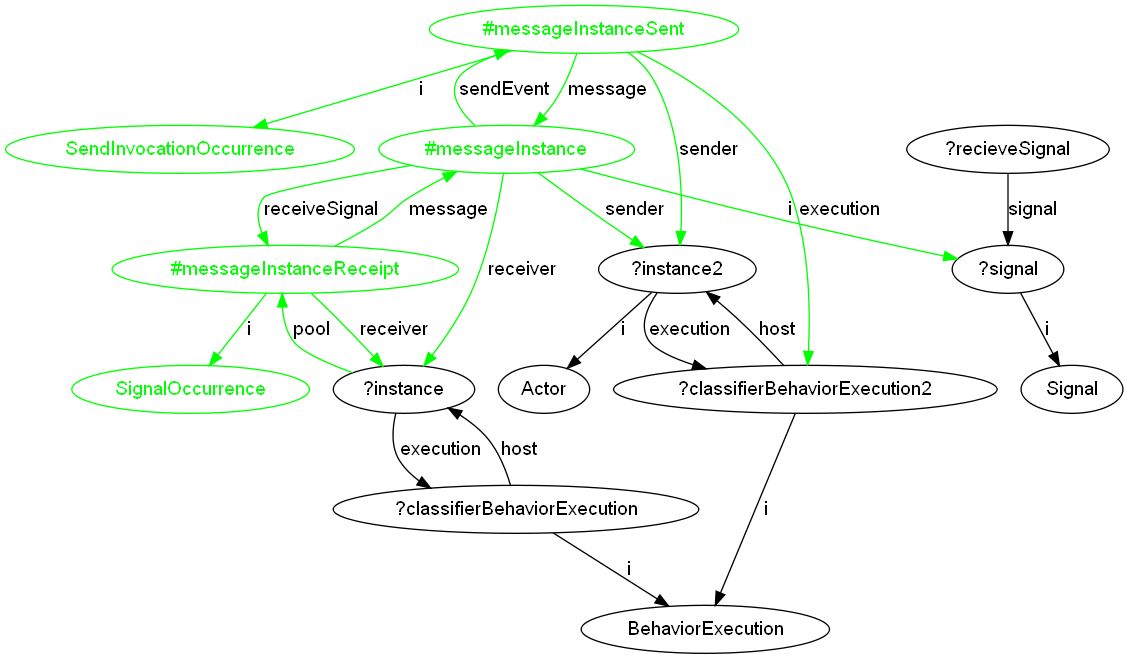 #messageInstanceSent
i
sendEvent
message
SendInvocationOccurrence
#messageInstance
sender
?recieveSignal
receiveSignal
message
sender
i
execution
signal
#messageInstanceReceipt
receiver
?instance2
?signal
i
pool
receiver
i
execution
host
i
SignalOccurrence
?instance
Actor
?classifierBehaviorExecution2
Signal
execution
host
?classifierBehaviorExecution
i
i
BehaviorExecution